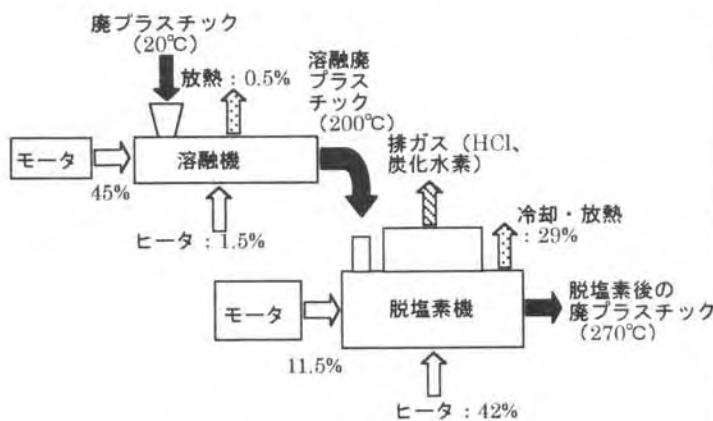 廃プラスチック
(20℃)
放熱：0.5%
溶融廃
プラス
チック
(200℃)
排ガス（HCl、
炭化水素）
モータ
溶融機
45%
ヒータ：1.5%
冷却・放熱
：29%
モータ
脱塩素機
脱塩素後の
廃プラスチック
(270℃)
11.5%
ヒータ：42%